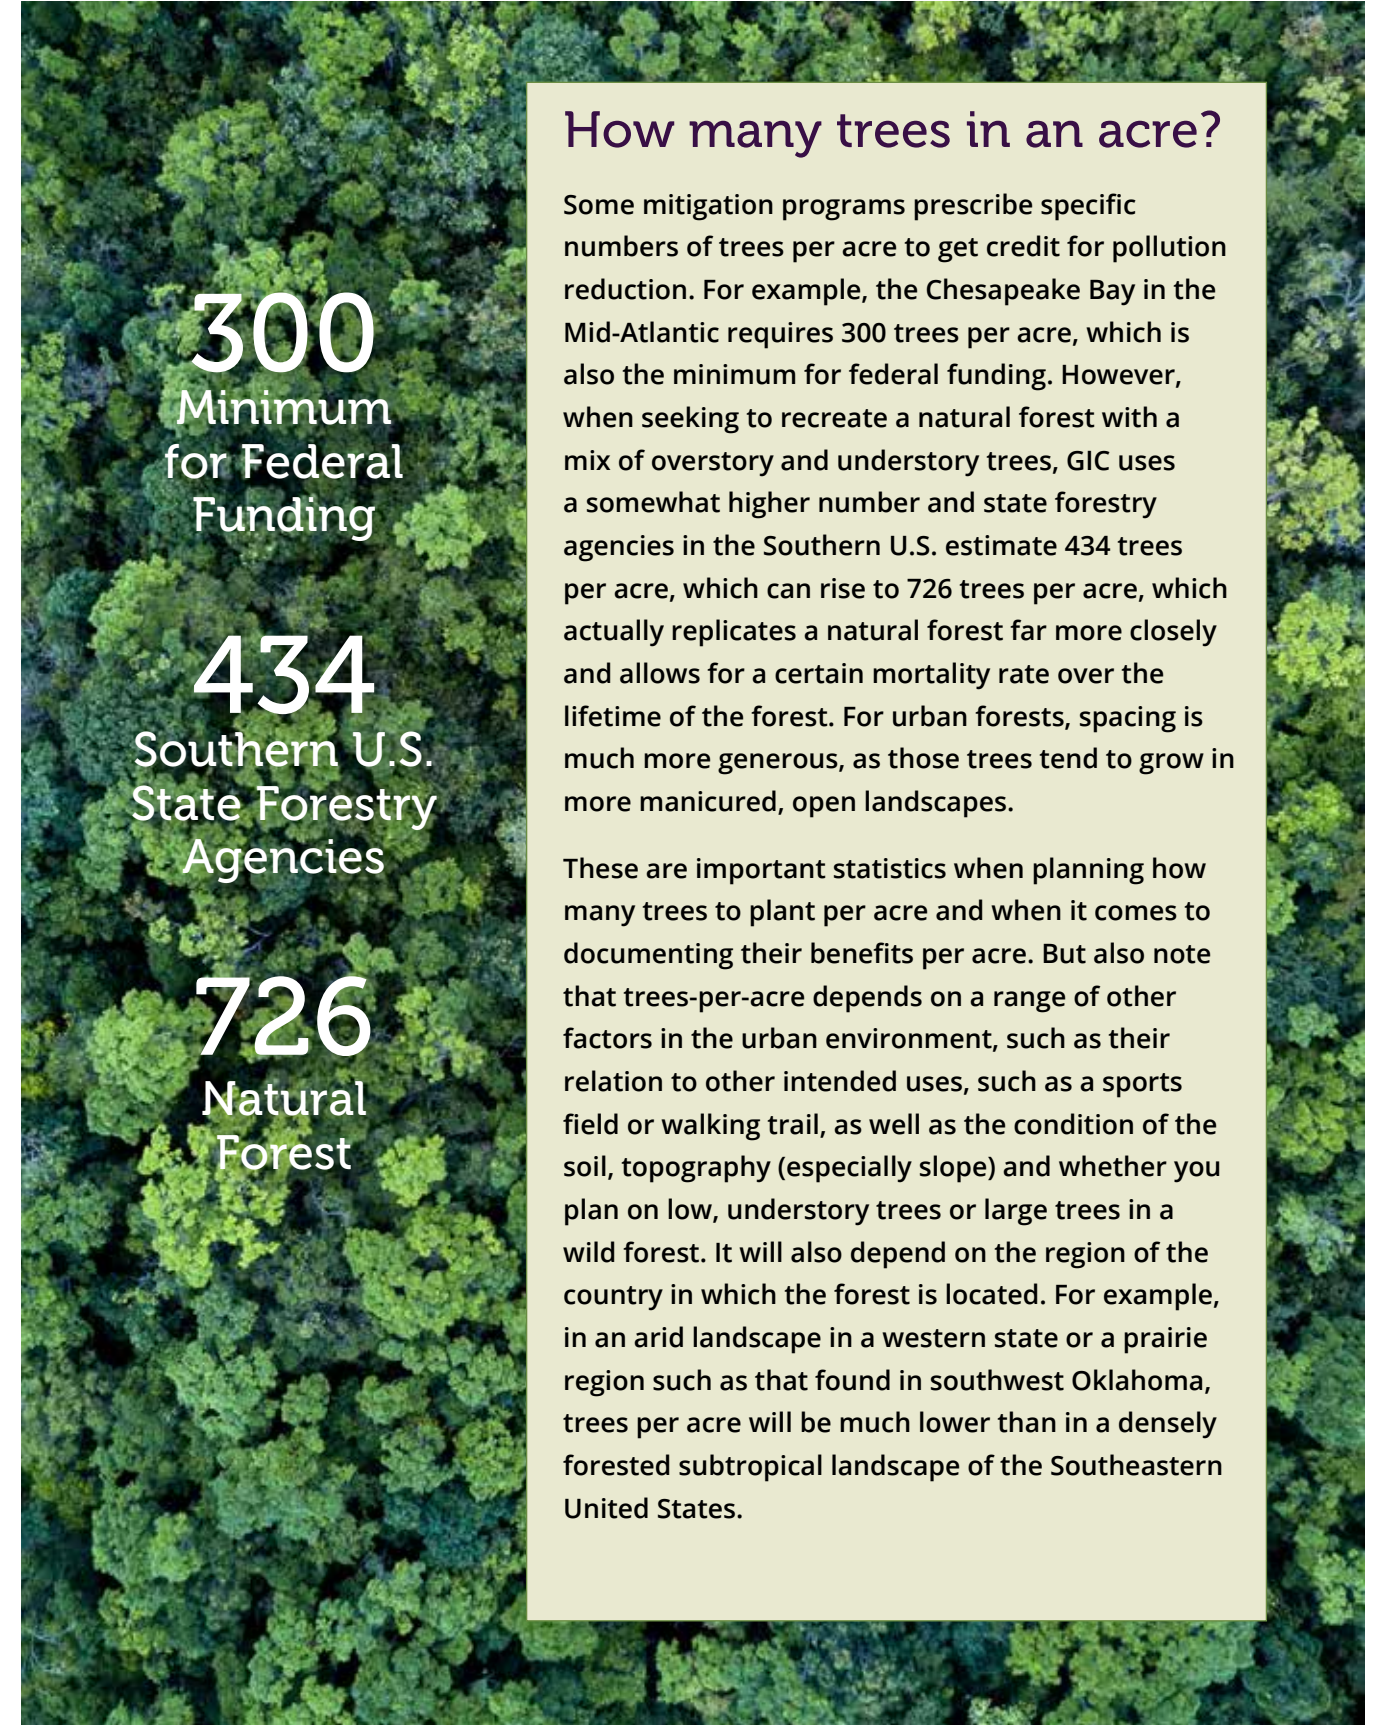 300
Minimum
for Federal
Funding
434
Southern U.S.
State Forestry
Agencies
726
Natural
Forest
How many trees in an acre?
Some mitigation programs prescribe specific
numbers of trees per acre to get credit for pollution
reduction. For example, the Chesapeake Bay in the
Mid-Atlantic requires 300 trees per acre, which is
also the minimum for federal funding. However,
when seeking to recreate a natural forest with a
mix of overstory and understory trees, GIC uses
a somewhat higher number and state forestry
agencies in the Southern U.S. estimate 434 trees
per acre, which can rise to 726 trees per acre, which
actually replicates a natural forest far more closely
and allows for a certain mortality rate over the
lifetime of the forest. For urban forests, spacing is
much more generous, as those trees tend to grow in
more manicured, open landscapes.
These are important statistics when planning how
many trees to plant per acre and when it comes to
documenting their benefits per acre. But also note
that trees-per-acre depends on a range of other
factors in the urban environment, such as their
relation to other intended uses, such as a sports
field or walking trail, as well as the condition of the
soil, topography (especially slope) and whether you
plan on low, understory trees or large trees in a
wild forest. It will also depend on the region of the
country in which the forest is located. For example,
in an arid landscape in a western state or a prairie
region such as that found in southwest Oklahoma,
trees per acre will be much lower than in a densely
forested subtropical landscape of the Southeastern
United States.